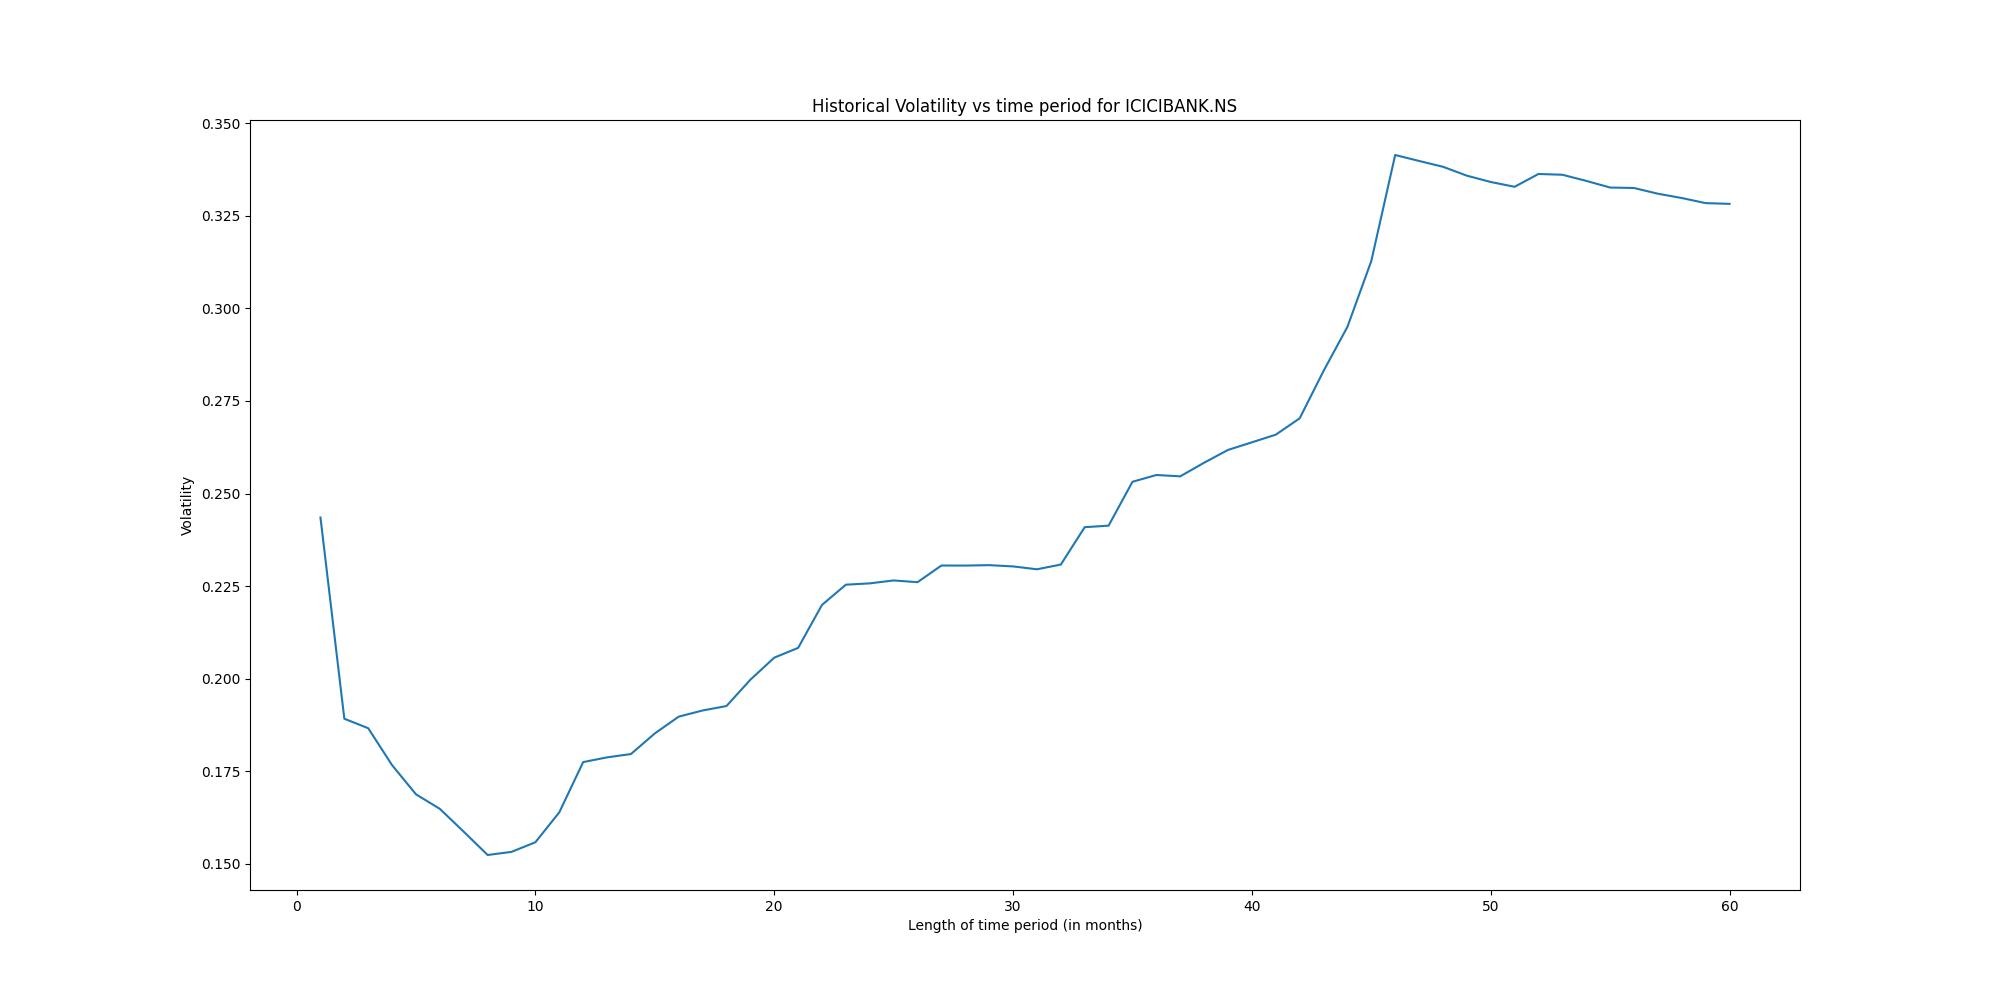 Historical Volatility vs time period for ICICIBANK.NS
0.350
0.325
0.300
0.275
0.250
0.225
0.200
0.175
0.150
Volatility
0 10 20 30 40 50 60
Length of time period (in months)